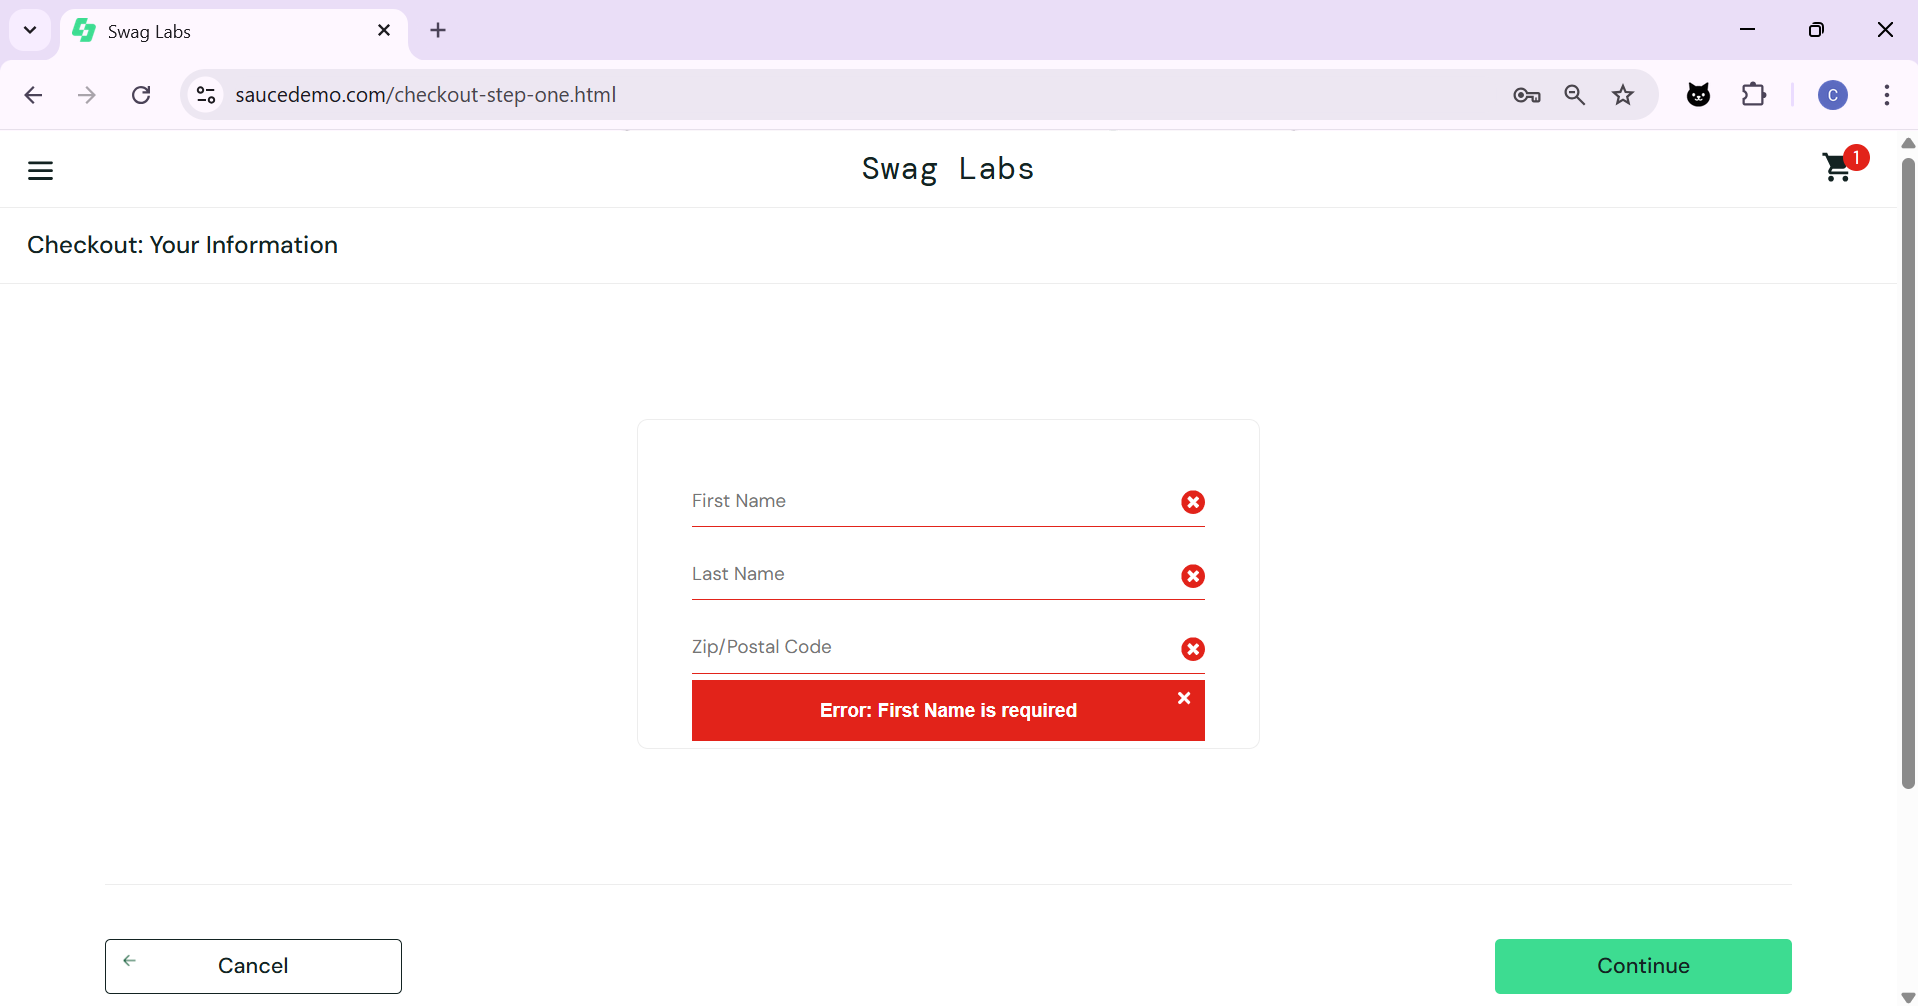 Swag Labs
saucedemo.com/checkout-step-one.html
C
Swag Labs
1
Checkout: Your Information
First Name
Last Name
Zip/Postal Code
Error: First Name is required
Cancel
Continue